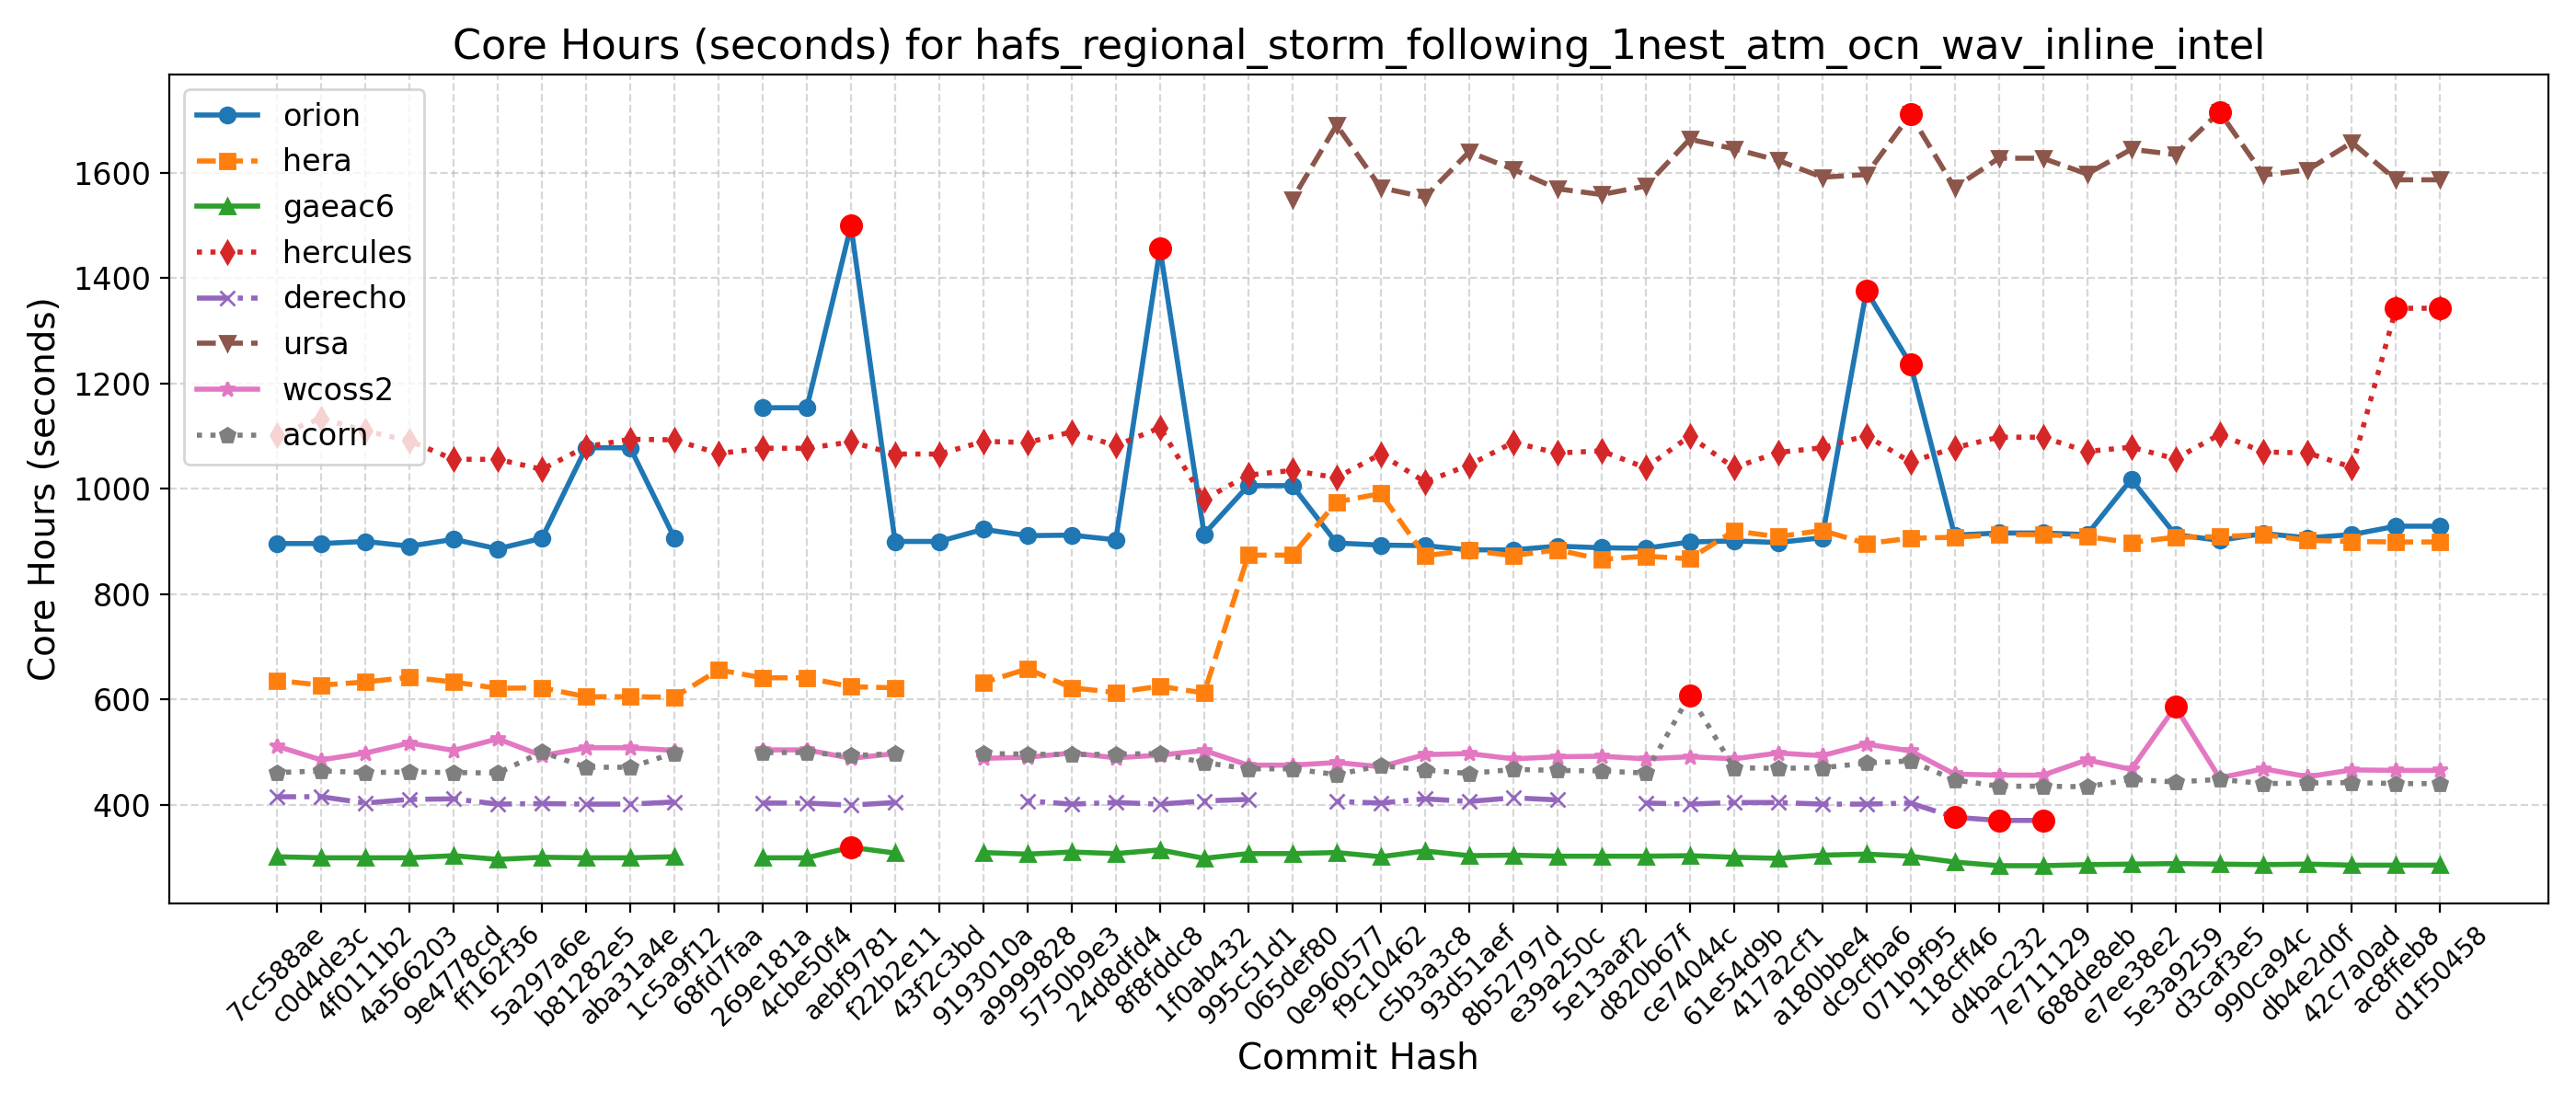 Core Hours (seconds) for hafs_regional_storm_following_1nest_atm_ocn_wav_inline_intel
Core Hours (seconds)
1600
1400
1200
1000
800
600
400
orion
hera
gaeac6
hercules
derecho
ursa
wcoss2
acorn
7cc588ae
c0d4de3c
4f0111b2
4a566203
9e4778cd
ff162f36
5a297a6e
b81282e5
aba31a4e
1c5a9f12
68fd7faa
269e181a
4cbe50f4
aebf9781
f22b2e11
43f2c3bd
9193010a
a9999828
5750b9e3
24d8dfd4
8f8fddc8
1f0ab432
995c51d1
065def80
0e960577
f9c10462
c5b3a3c8
93d51aef
8b52797d
e39a250c
5e13aaf2
d820b67f
ce74044c
61e54d9b
417a2cf1
a180bbe4
dc9cfba6
071b9f95
118cff46
d4bac232
7e711129
688de8eb
e7ee38e2
5e3a9259
d3caf3e5
990ca94c
db4e2d0f
42c7a0ad
ac8ffeb8
d1f50458
Commit Hash